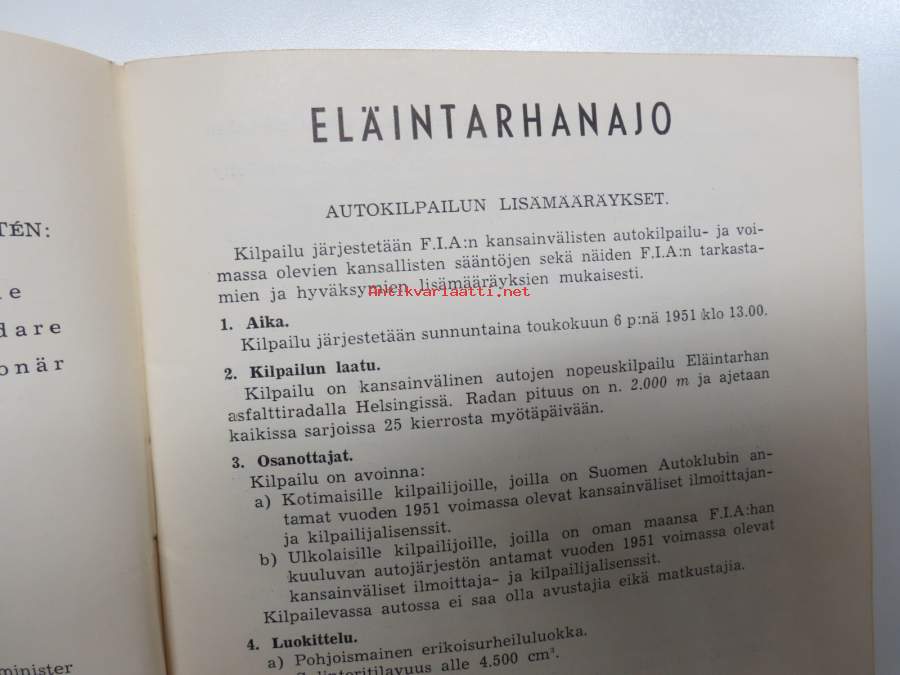 TÉN:
dare
onär
minister
ELÄINTARHANAJO
AUTOKILPAILUN LISÄMÄÄRÄYKSET.
Kilpailu järjestetään F.I.A:n kansainvälisten autokilpailu- ja voi-
massa olevien kansallisten sääntöjen sekä näiden F.I.A:n tarkasta-
mien ja hyväksymien lisämääräyksien mukaisesti.
Antikvariaatti.net
1. Aika.
Kilpailu järjestetään sunnuntaina toukokuun 6 p:nä 1951 klo 13.00.
2. Kilpailun laatu.
Kilpailu on kansainvälinen autojen nopeuskilpailu Eläintarhan
asfalttiradalla Helsingissä. Radan pituus on n. 2.000 m ja ajetaan
kaikissa sarjoissa 25 kierrosta myötäpäivään.
3. Osanottajat.
Kilpailu on avoinna:
a) Kotimaisille kilpailijoille, joilla on Suomen Autoklubin an-
tamat vuoden 1951 voimassa olevat kansainväliset ilmoittajan-
ja kilpailijalisenssit.
b) Ulkolaisille kilpailijoille, joilla on oman maansa F.I.A:han
kuuluvan autojärjestön antamat vuoden 1951 voimassa olevat
kansainväliset ilmoittaja- ja kilpailijalisenssit.
Kilpailevassa autossa ei saa olla avustajia eikä matkustajia.
4. Luokittelu.
a) Pohjoismainen erikoisurheiluluokka.
Sylinteritilavuus alle 4.500 cm³.